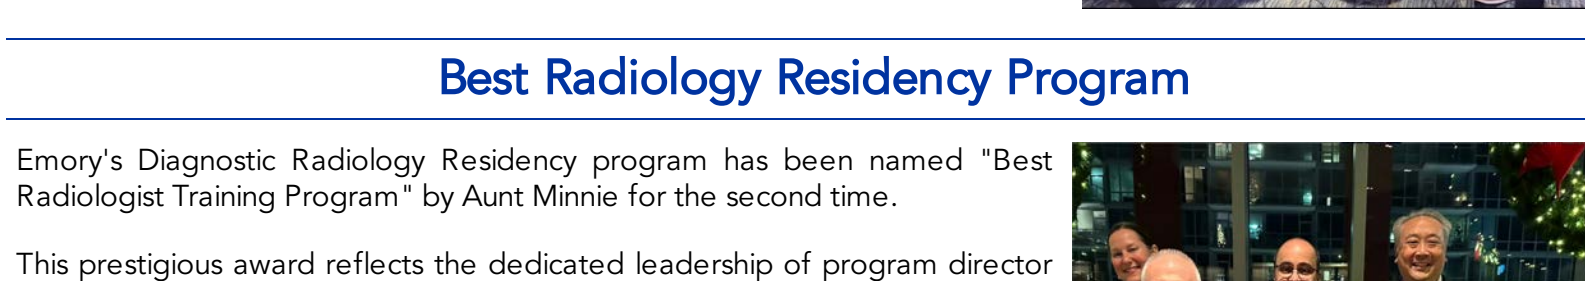 Best Radiology Residency Program
Emory's Diagnostic Radiology Residency program has been named "Best
Radiologist Training Program" by Aunt Minnie for the second time.
This prestigious award reflects the dedicated leadership of program director